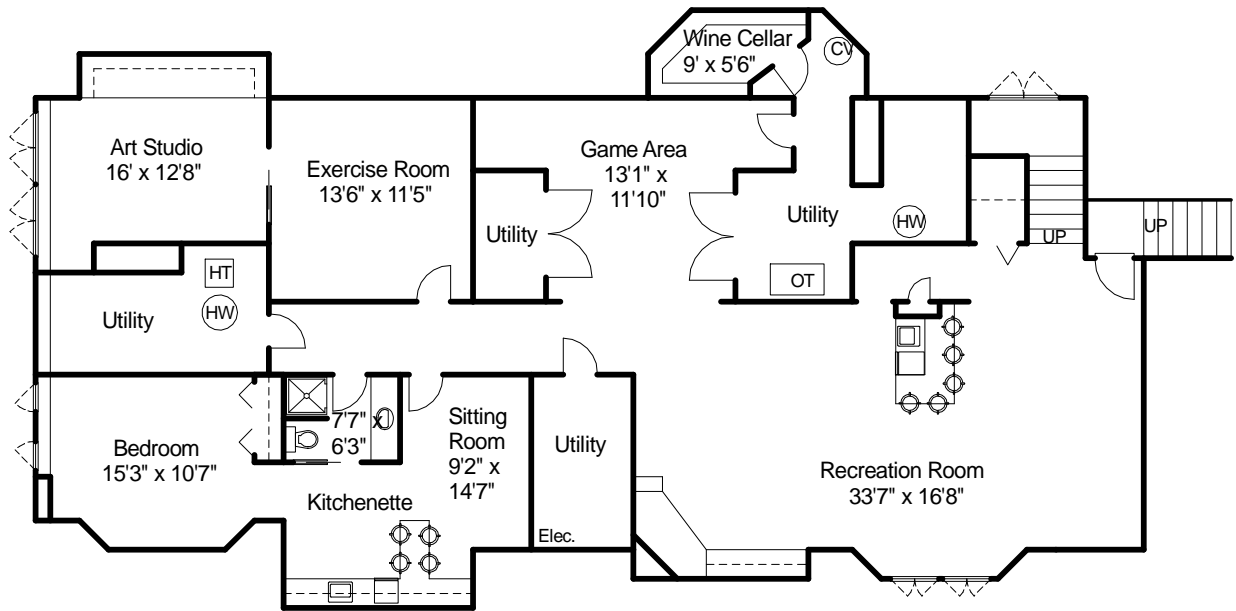 Wine Cellar
9' x 5'6"
CV
Art Studio
16' x 12'8"
Exercise Room
13'6" x 11'5"
Game Area
13'1" x
11'10"
Utility
Utility
HW
OT
UP
UP
HT
HW
Utility
Bedroom
15'3" x 10'7"
7'7" x
6'3"
Sitting
Room
9'2" x
14'7"
Kitchenette
Utility
Elec.
Recreation Room
33'7" x 16'8"